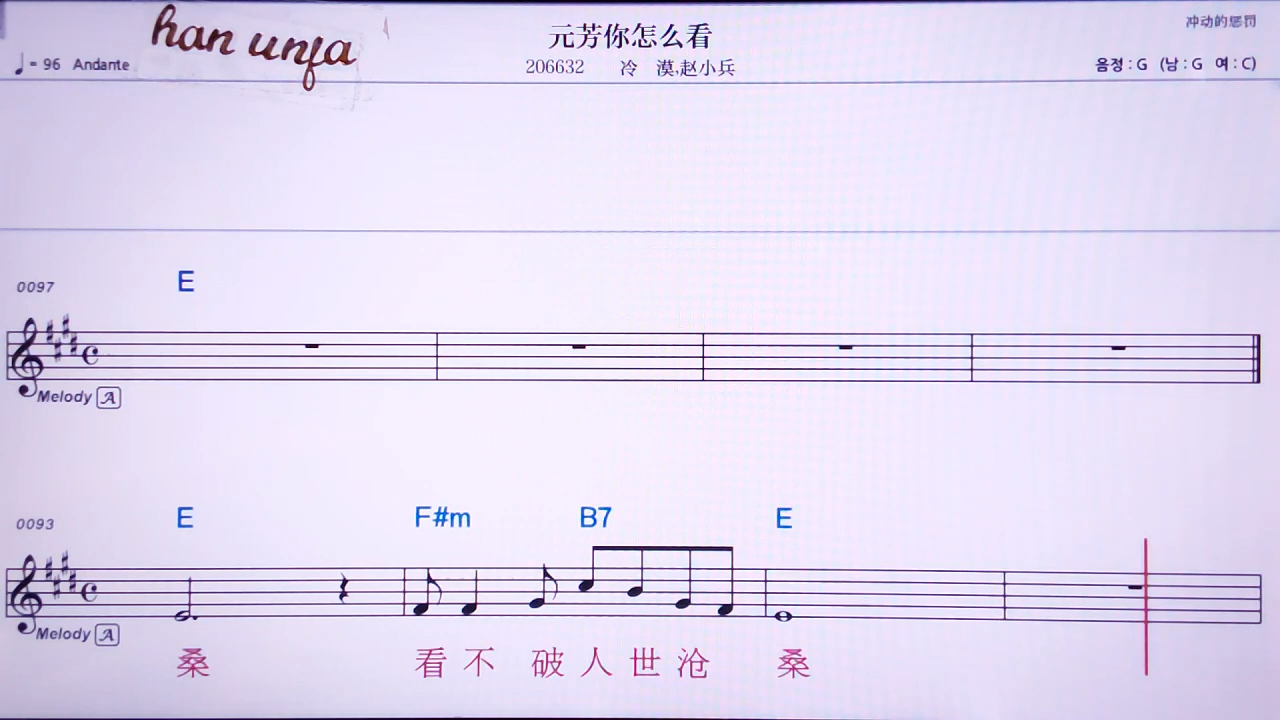 han unfa
元芳你怎么看
冲动的惩罚
♩= 96 Andante
206632 冷 漠,赵小兵
음정 : G (남 : G 여 : C)
0097 E
Melody A
0093 E F#m B7 E
Melody A
桑 看 不 破 人 世 沧 桑